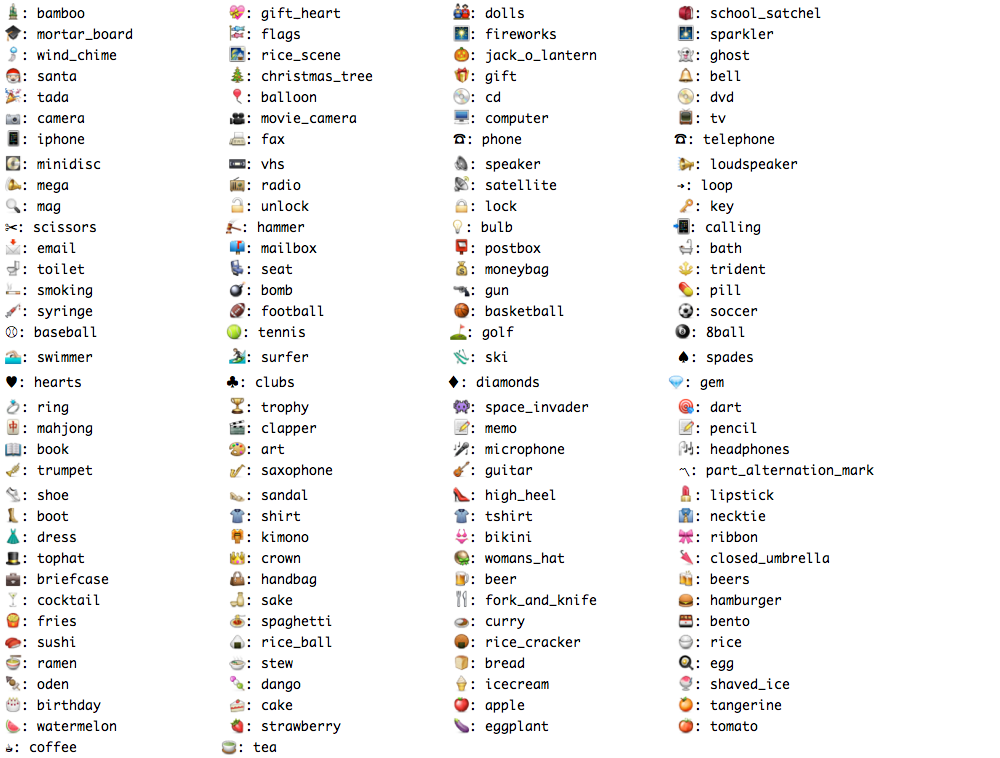 🎍: bamboo 💝: gift_heart 🎎: dolls 🎒: school_satchel
🎓: mortar_board 🎏: flags 🎆: fireworks 🎇: sparkler
🎐: wind_chime 🎑: rice_scene 🎃: jack_o_lantern 👻: ghost
🎅: santa 🎄: christmas_tree 🎁: gift 🔔: bell
🎉: tada 🎈: balloon 💿: cd 📀: dvd
📷: camera 🎥: movie_camera 💻: computer 📺: tv
📱: iphone 📠: fax ☎: phone ☎: telephone
💽: minidisc 📼: vhs 🔊: speaker 📢: loudspeaker
📣: mega 📻: radio 📡: satellite ➿: loop
🔍: mag 🔓: unlock 🔒: lock 🔑: key
✂: scissors 🔨: hammer 💡: bulb 📲: calling
📩: email 📫: mailbox 📮: postbox 🛀: bath
🚽: toilet 💺: seat 💰: moneybag 🔱: trident
🚬: smoking 💣: bomb 🔫: gun 💊: pill
💉: syringe 🏈: football 🏀: basketball ⚽: soccer
⚾: baseball 🎾: tennis ⛳: golf 🎱: 8ball
🏊: swimmer 🏄: surfer 🎿: ski ♠: spades
♥: hearts ♣: clubs ♦: diamonds 💎: gem
💍: ring 🏆: trophy 👾: space_invader 🎯: dart
🀄: mahjong 🎬: clapper 📝: memo 📝: pencil
📖: book 🎨: art 🎤: microphone 🎧: headphones
🎺: trumpet 🎷: saxophone 🎸: guitar 〽: part_alternation_mark
👟: shoe 👡: sandal 👠: high_heel 💄: lipstick
👢: boot 👕: shirt 👕: tshirt 👔: necktie
👗: dress 👘: kimono 👙: bikini 🎀: ribbon
🎩: tophat 👑: crown 👒: womans_hat 🌂: closed_umbrella
💼: briefcase 👜: handbag 🍺: beer 🍻: beers
🍸: cocktail 🍶: sake 🍴: fork_and_knife 🍔: hamburger
🍟: fries 🍝: spaghetti 🍛: curry 🍱: bento
🍣: sushi 🍙: rice_ball 🍘: rice_cracker 🍚: rice
🍜: ramen 🍲: stew 🍞: bread 🍳: egg
🍢: oden 🍡: dango 🍦: icecream 🍧: shaved_ice
🎂: birthday 🍰: cake 🍎: apple 🍊: tangerine
🍉: watermelon 🍓: strawberry 🍆: eggplant 🍅: tomato
☕: coffee 🍵: tea